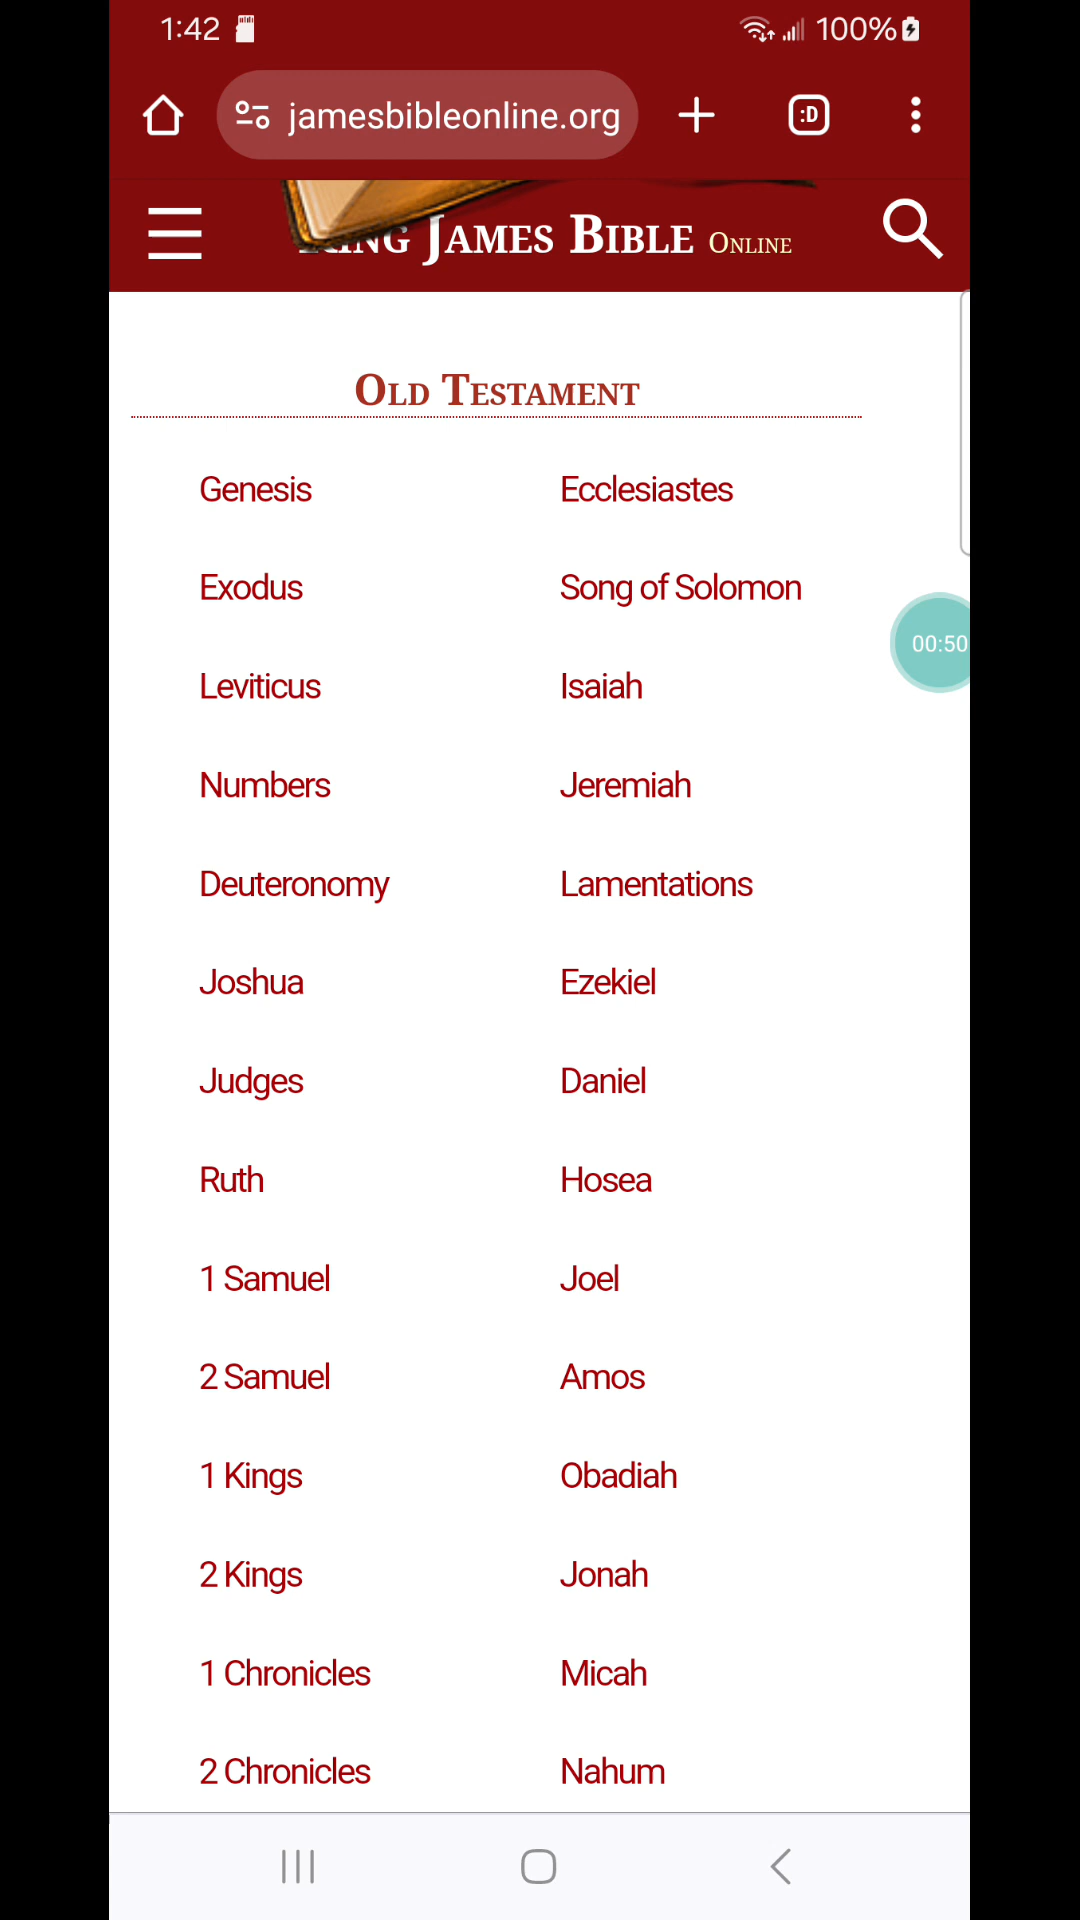 1:42
100%
jamesbibleonline.org
:D
King James Bible Online
Old Testament
Genesis
Exodus
Leviticus
Numbers
Deuteronomy
Joshua
Judges
Ruth
1 Samuel
2 Samuel
1 Kings
2 Kings
1 Chronicles
2 Chronicles
Ecclesiastes
Song of Solomon
Isaiah
Jeremiah
Lamentations
Ezekiel
Daniel
Hosea
Joel
Amos
Obadiah
Jonah
Micah
Nahum
00:50